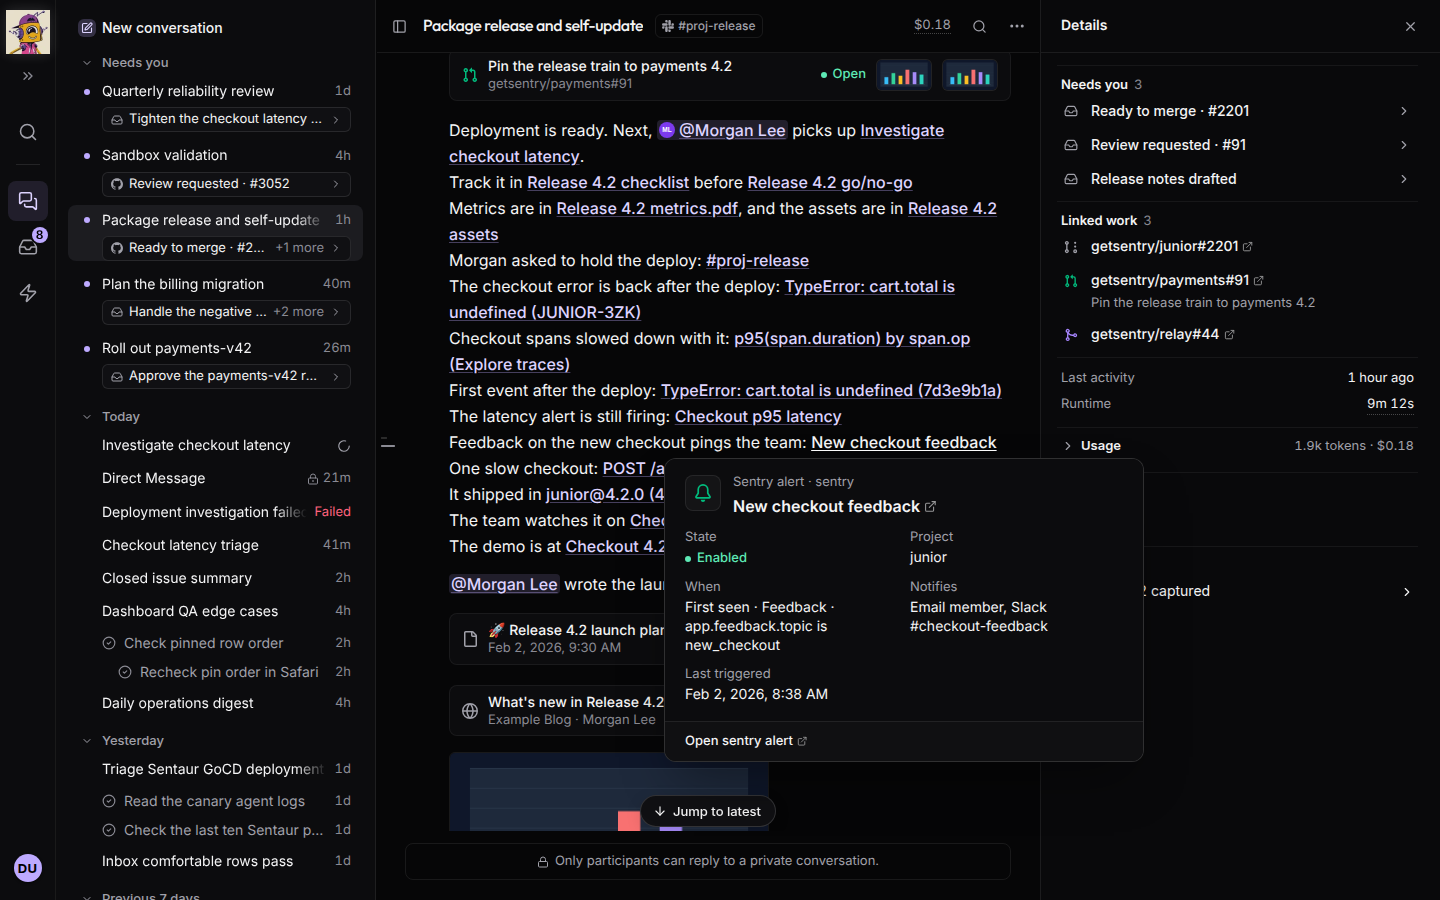 New conversation
Needs you
Quarterly reliability review 1d
Tighten the checkout latency ...
Sandbox validation 4h
Review requested · #3052
Package release and self-update 1h
Ready to merge · #2... +1 more
Plan the billing migration 40m
Handle the negative ... +2 more
Roll out payments-v42 26m
Approve the payments-v42 r...
Today
Investigate checkout latency
Direct Message 21m
Deployment investigation failed Failed
Checkout latency triage 41m
Closed issue summary 2h
Dashboard QA edge cases 4h
Check pinned row order 2h
Recheck pin order in Safari 2h
Daily operations digest 4h
Yesterday
Triage Sentaur GoCD deployment 1d
Read the canary agent logs 1d
Check the last ten Sentaur p... 1d
Inbox comfortable rows pass 1d
Previous 7 days
8
DU
Package release and self-update #proj-release $0.18
Pin the release train to payments 4.2
getsentry/payments#91
Open
Deployment is ready. Next, ML @Morgan Lee picks up Investigate
checkout latency.
Track it in Release 4.2 checklist before Release 4.2 go/no-go
Metrics are in Release 4.2 metrics.pdf, and the assets are in Release 4.2
assets
Morgan asked to hold the deploy: #proj-release
The checkout error is back after the deploy: TypeError: cart.total is
undefined (JUNIOR-3ZK)
Checkout spans slowed down with it: p95(span.duration) by span.op
(Explore traces)
First event after the deploy: TypeError: cart.total is undefined (7d3e9b1a)
The latency alert is still firing: Checkout p95 latency
Feedback on the new checkout pings the team: New checkout feedback
One slow checkout: POST /a
It shipped in junior@4.2.0 (4
The team watches it on Chec
The demo is at Checkout 4.2
@Morgan Lee wrote the laun
🚀 Release 4.2 launch plan
Feb 2, 2026, 9:30 AM
What's new in Release 4.2
Example Blog · Morgan Lee
Jump to latest
Only participants can reply to a private conversation.
Sentry alert · sentry
New checkout feedback
State
Enabled
Project
junior
When
First seen · Feedback ·
app.feedback.topic is
new_checkout
Notifies
Email member, Slack
#checkout-feedback
Last triggered
Feb 2, 2026, 8:38 AM
Open sentry alert
Details
Needs you 3
Ready to merge · #2201
Review requested · #91
Release notes drafted
Linked work 3
getsentry/junior#2201
getsentry/payments#91
Pin the release train to payments 4.2
getsentry/relay#44
Last activity 1 hour ago
Runtime 9m 12s
Usage 1.9k tokens · $0.18
captured